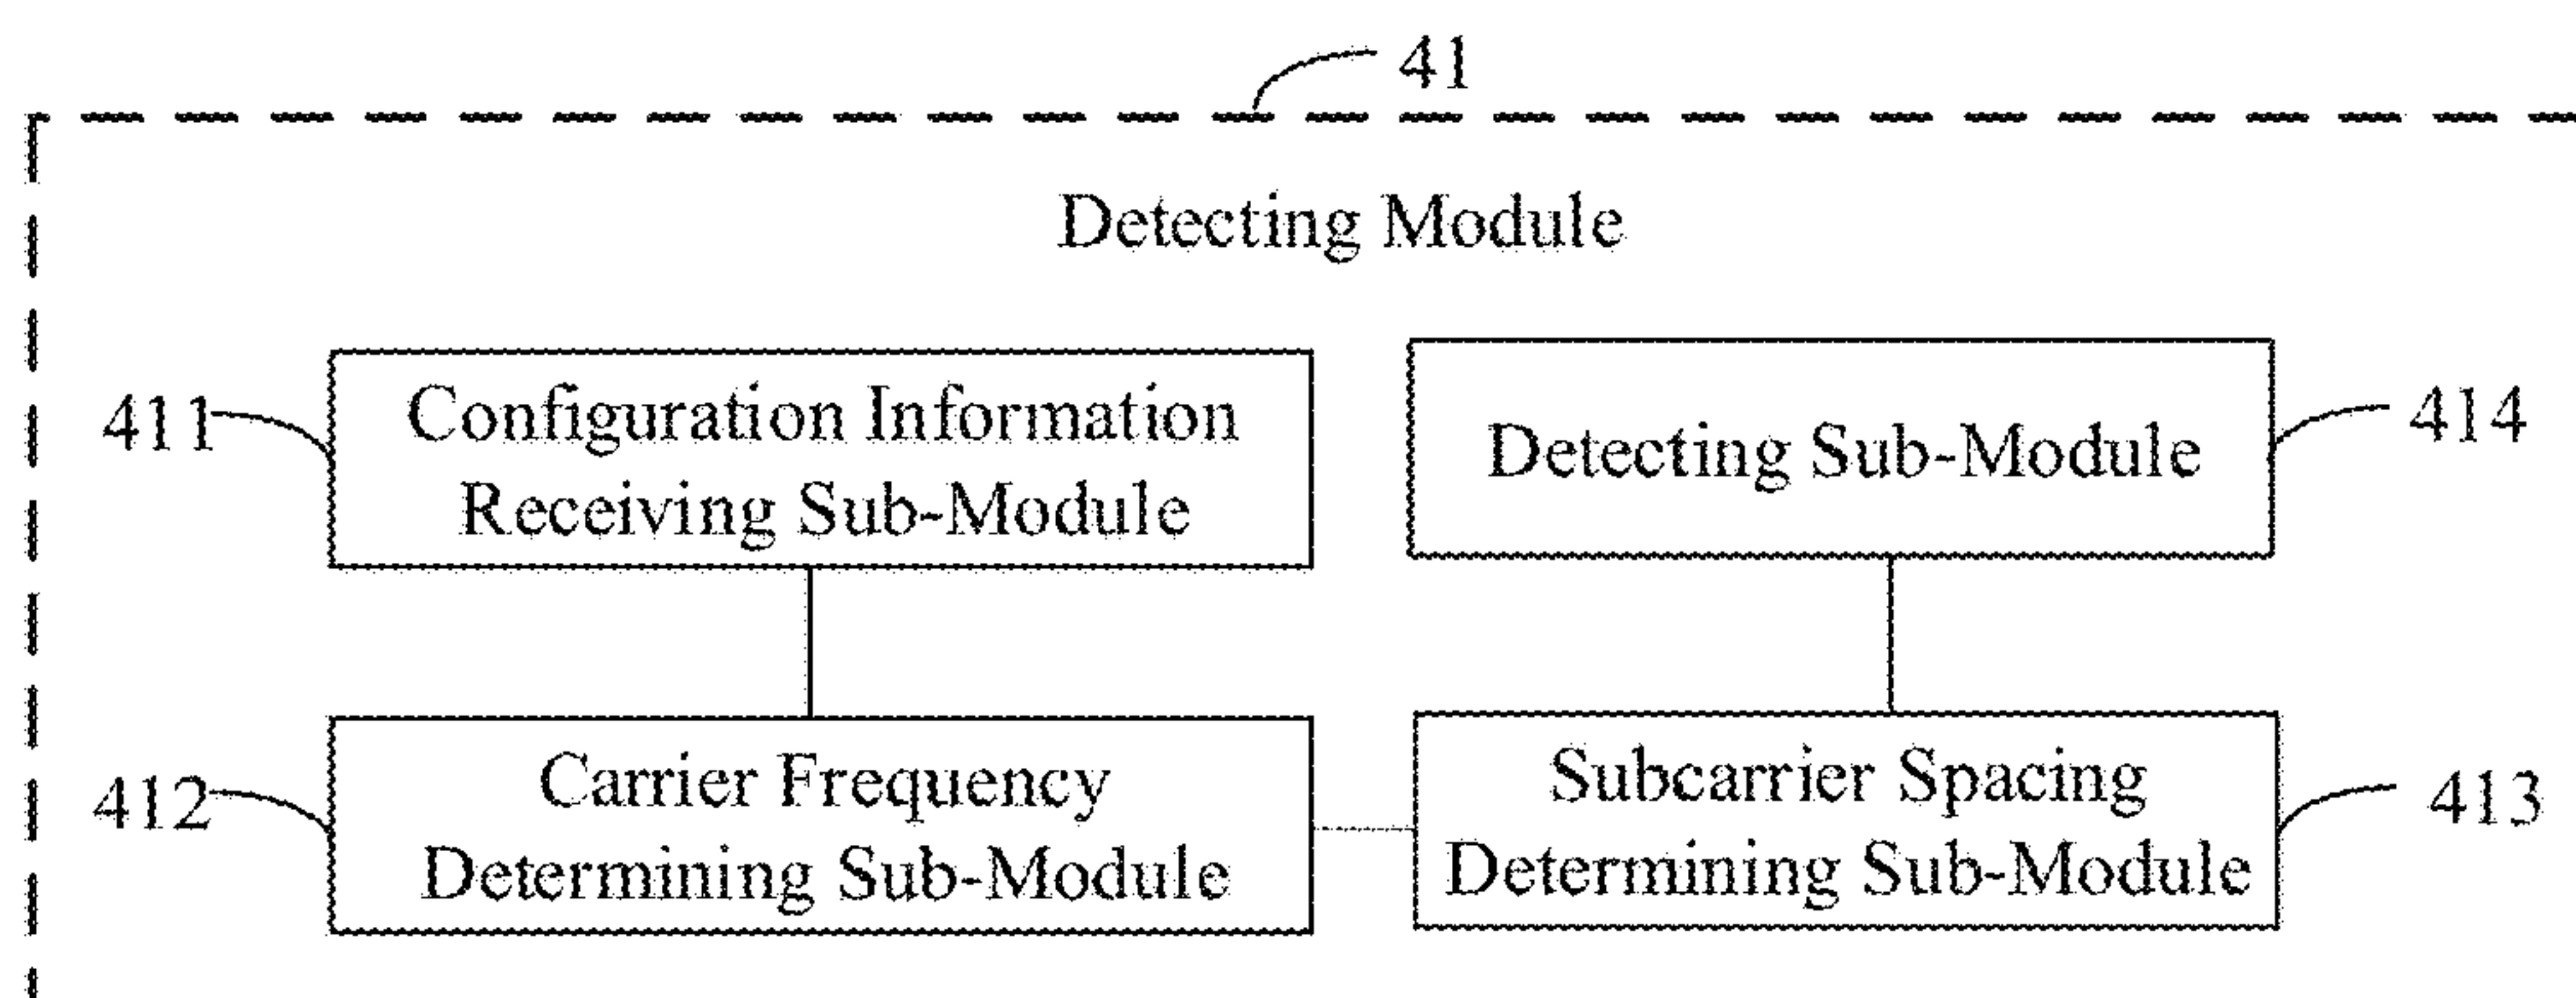 41
Detecting Module
411
Configuration Information
Receiving Sub-Module
Detecting Sub-Module
414
412
Carrier Frequency
Determining Sub-Module
Subcarrier Spacing
Determining Sub-Module
413